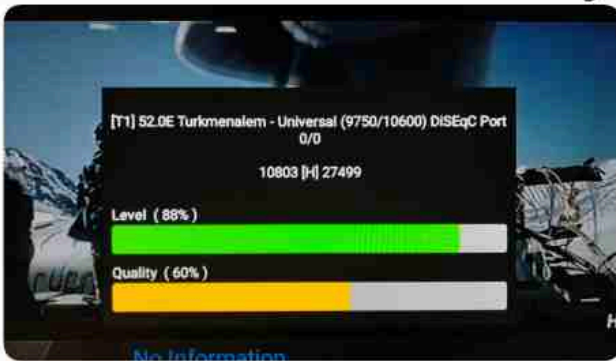 [T1] 52.0E Turkmenalem - Universal (9750/10600) DiSEqC Port
0/0
10803 [H] 27499
Level ( 88% )
Quality ( 60% )
No Information
H